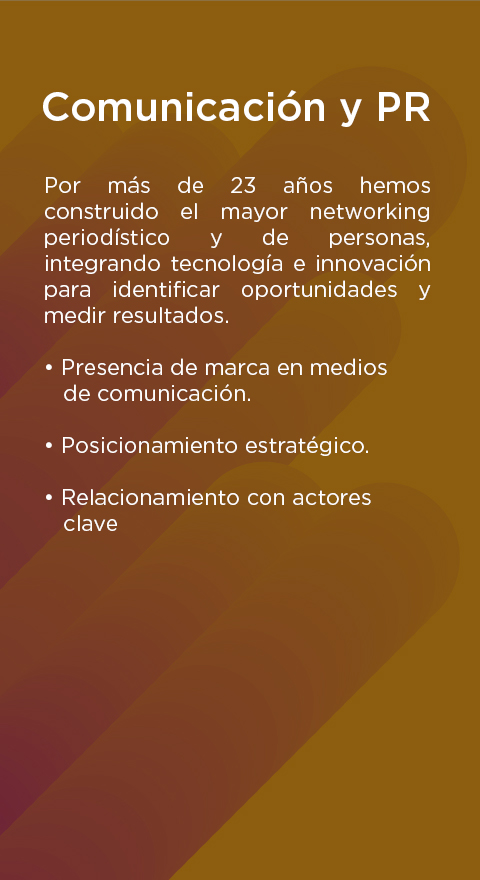 Comunicación y PR
Por más de 23 años hemos
construido el mayor networking
periodístico y de personas,
integrando tecnología e innovación
para identificar oportunidades y
medir resultados.
• Presencia de marca en medios
de comunicación.
• Posicionamiento estratégico.
• Relacionamiento con actores
clave